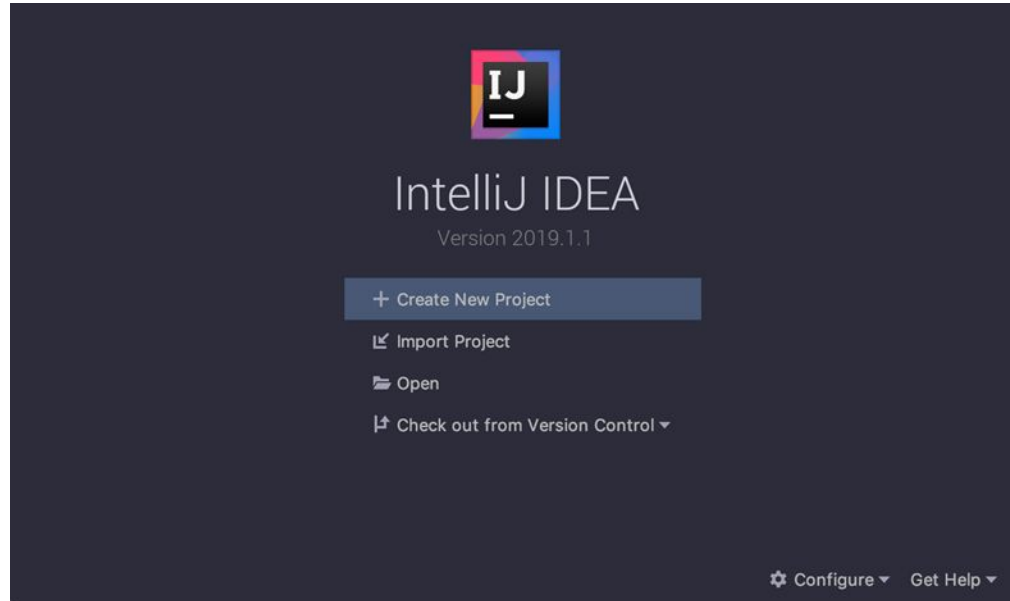 IJ
IntelliJ IDEA
Version 2019.1.1
Create New Project
Import Project
Open
Check out from Version Control
Configure Get Help